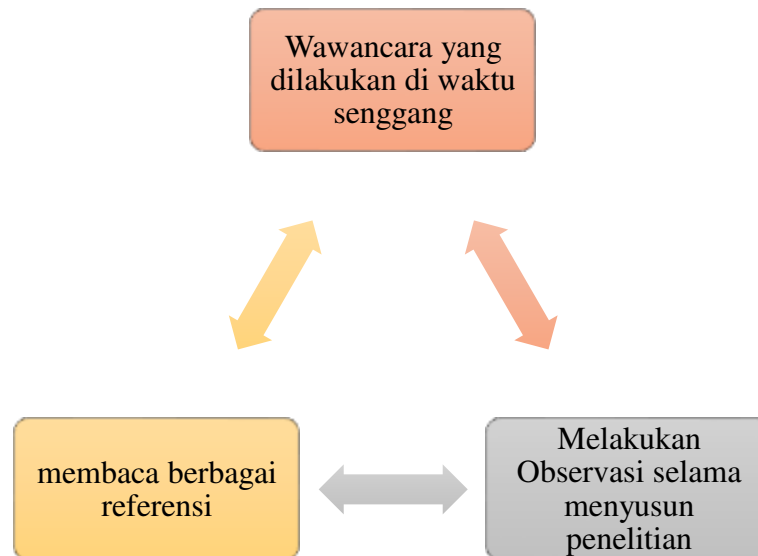 Wawancara yang
dilakukan di waktu
senggang
membaca berbagai
referensi
Melakukan
Observasi selama
menyusun
penelitian